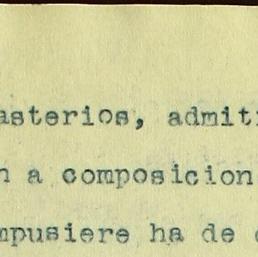 asterios, admit
n a composicion
mpusiere ha de